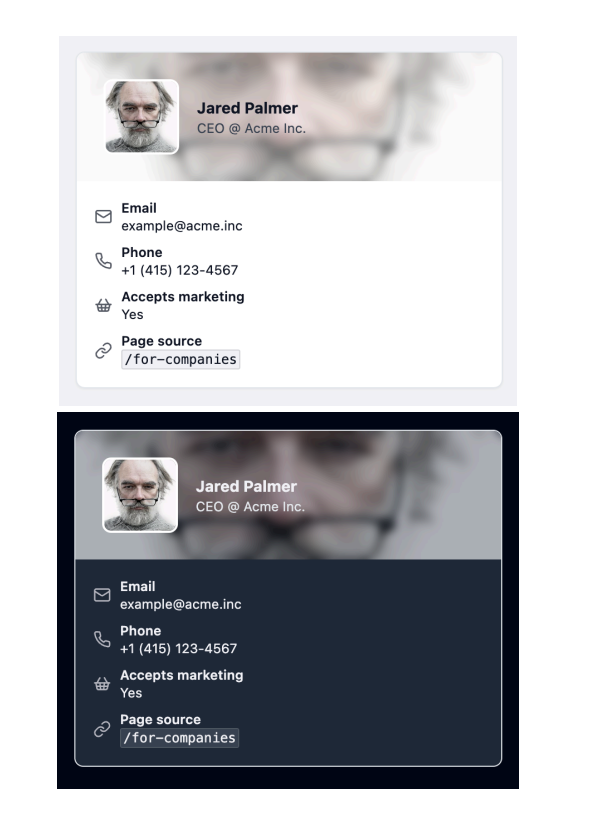 Jared Palmer
CEO @ Acme Inc.
Email
example@acme.inc
Phone
+1 (415) 123-4567
Accepts marketing
Yes
Page source
/for-companies
Jared Palmer
CEO @ Acme Inc.
Email
example@acme.inc
Phone
+1 (415) 123-4567
Accepts marketing
Yes
Page source
/for-companies